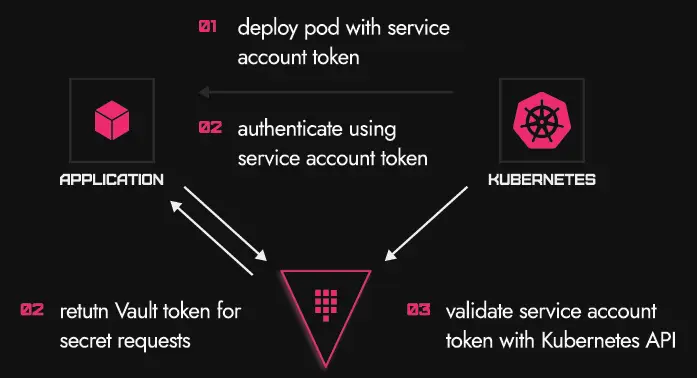 01 deploy pod with service
account token
02 authenticate using
service account token
APPLICATION
KUBERNETES
02 retutn Vault token for
secret requests
03 validate service account
token with Kubernetes API